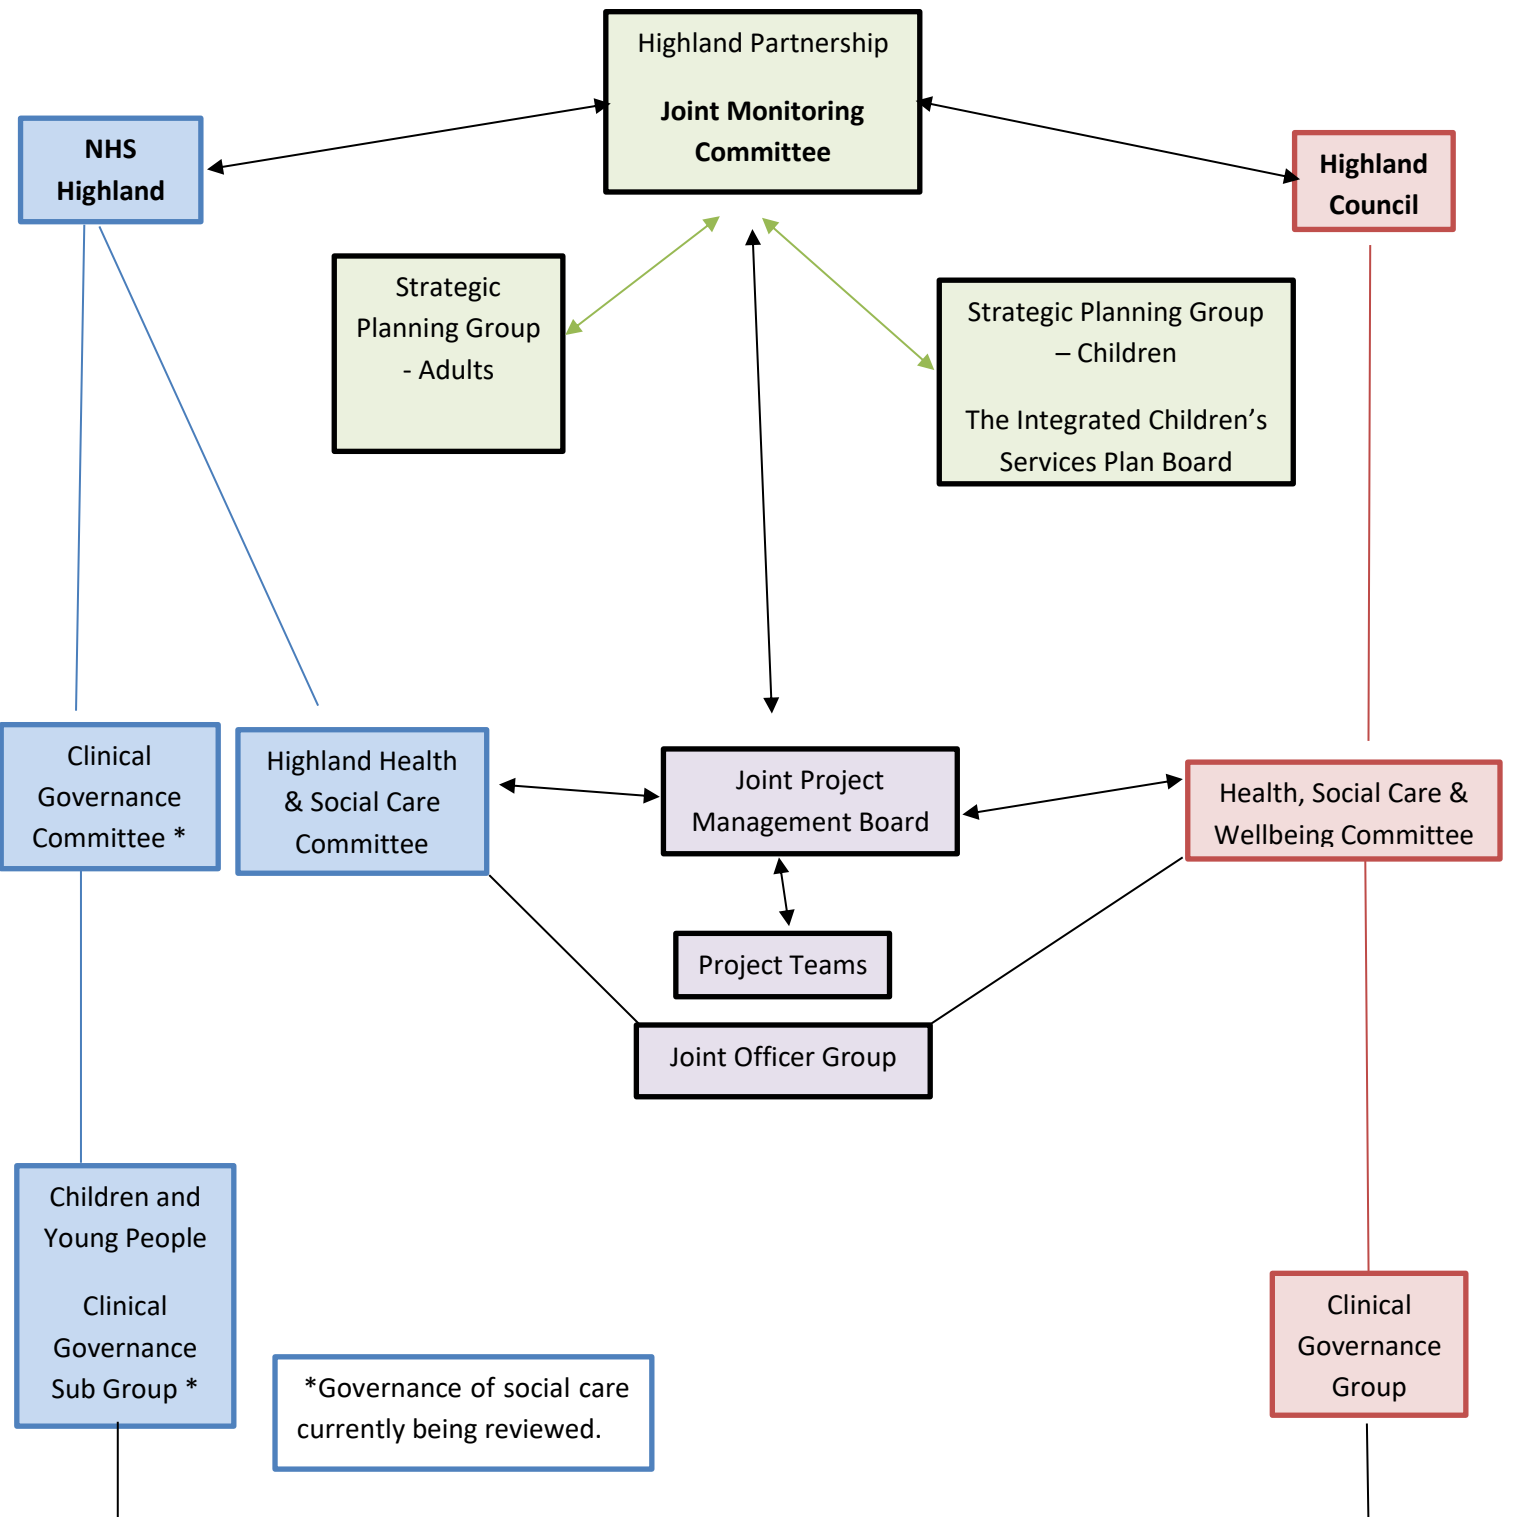 Highland Partnership
Joint Monitoring
Committee
NHS
Highland
Highland
Council
Strategic
Planning Group
- Adults
Strategic Planning Group
– Children
The Integrated Children’s
Services Plan Board
Clinical
Governance
Committee *
Highland Health
& Social Care
Committee
Joint Project
Management Board
Health, Social Care &
Wellbeing Committee
Project Teams
Joint Officer Group
Children and
Young People
Clinical
Governance
Sub Group *
*Governance of social care
currently being reviewed.
Clinical
Governance
Group